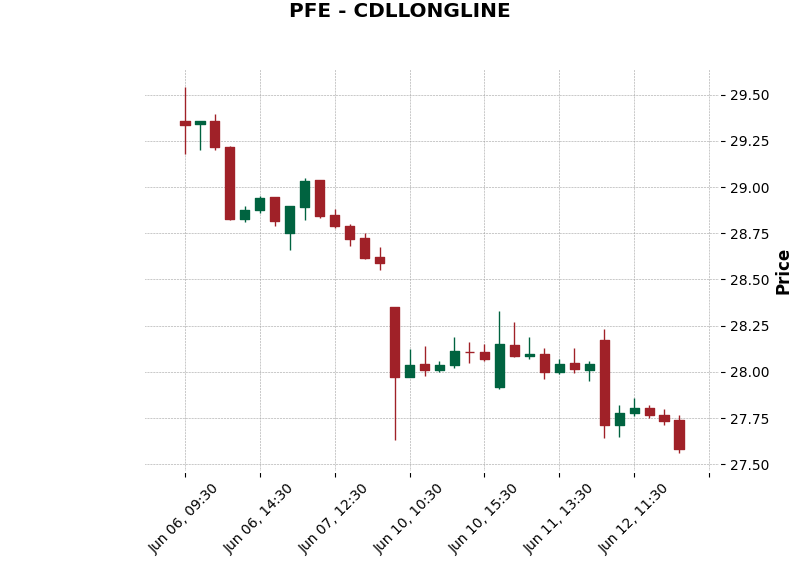 PFE - CDLLONGLINE
29.50
29.25
29.00
28.75
28.50
28.25
28.00
27.75
27.50
Price
Jun 06, 09:30
Jun 06, 14:30
Jun 07, 12:30
Jun 10, 10:30
Jun 10, 15:30
Jun 11, 13:30
Jun 12, 11:30